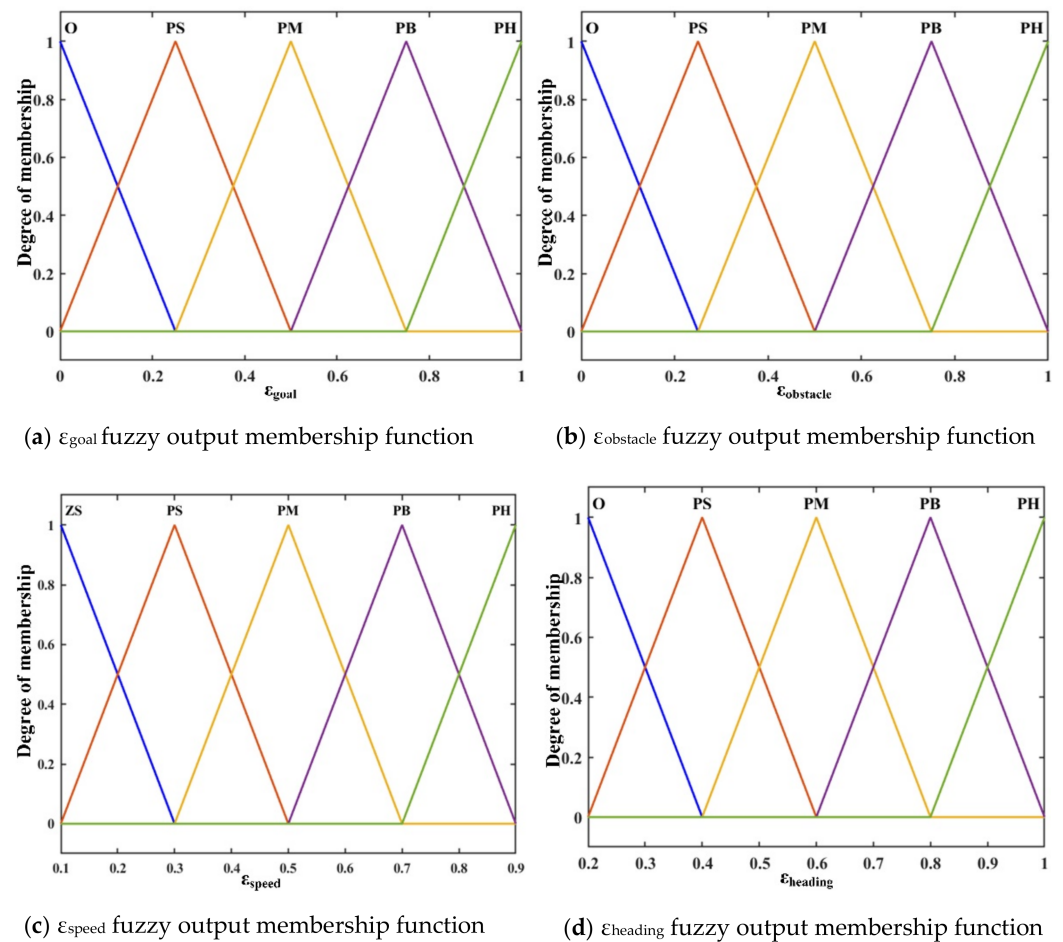 O PS PM PB PH
1
0.8
0.6
0.4
0.2
0
Degree of membership
0 0.2 0.4 0.6 0.8 1
εgoal
(a) εgoal fuzzy output membership function
O PS PM PB PH
1
0.8
0.6
0.4
0.2
0
Degree of membership
0 0.2 0.4 0.6 0.8 1
εobstacle
(b) εobstacle fuzzy output membership function
ZS PS PM PB PH
1
0.8
0.6
0.4
0.2
0
Degree of membership
0.1 0.2 0.3 0.4 0.5 0.6 0.7 0.8 0.9
εspeed
(c) εspeed fuzzy output membership function
O PS PM PB PH
1
0.8
0.6
0.4
0.2
0
Degree of membership
0.2 0.3 0.4 0.5 0.6 0.7 0.8 0.9 1
εheading
(d) εheading fuzzy output membership function